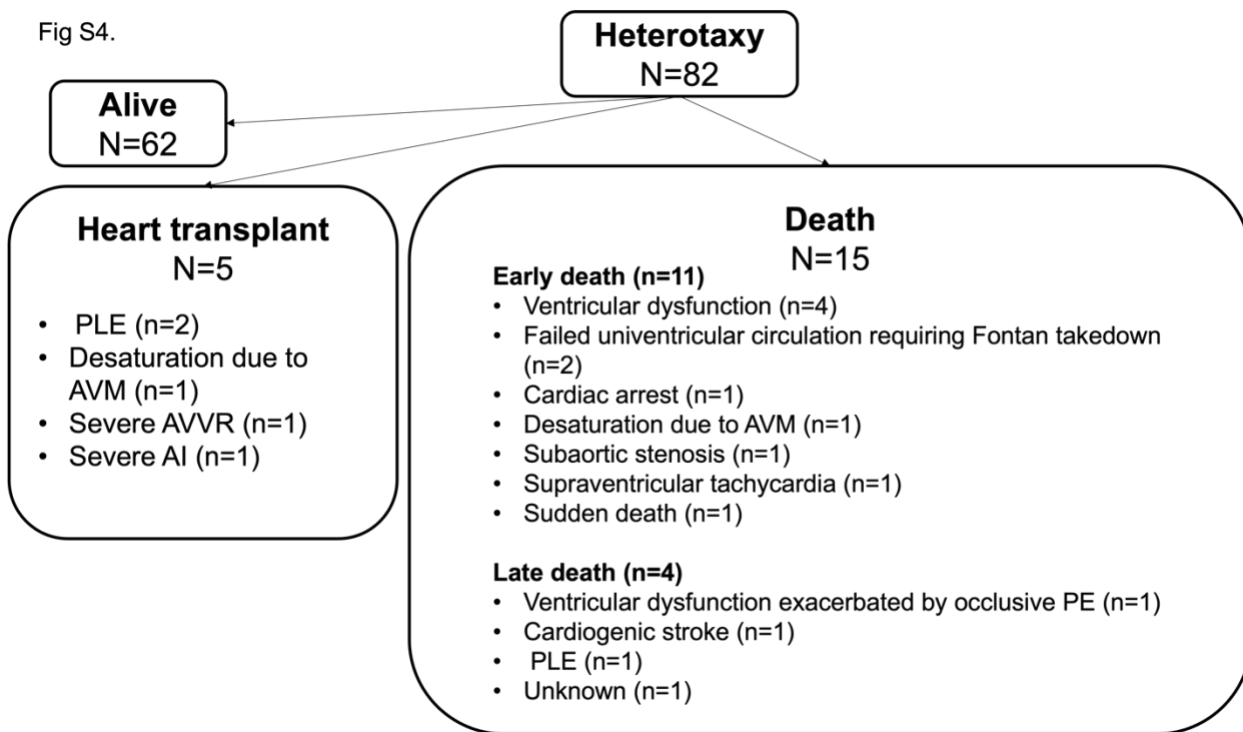 Fig S4.
Heterotaxy
N=82
Alive
N=62
Heart transplant
N=5
• PLE (n=2)
• Desaturation due to
AVM (n=1)
• Severe AVVR (n=1)
• Severe AI (n=1)
Death
N=15
Early death (n=11)
• Ventricular dysfunction (n=4)
• Failed univentricular circulation requiring Fontan takedown
(n=2)
• Cardiac arrest (n=1)
• Desaturation due to AVM (n=1)
• Subaortic stenosis (n=1)
• Supraventricular tachycardia (n=1)
• Sudden death (n=1)
Late death (n=4)
• Ventricular dysfunction exacerbated by occlusive PE (n=1)
• Cardiogenic stroke (n=1)
• PLE (n=1)
• Unknown (n=1)